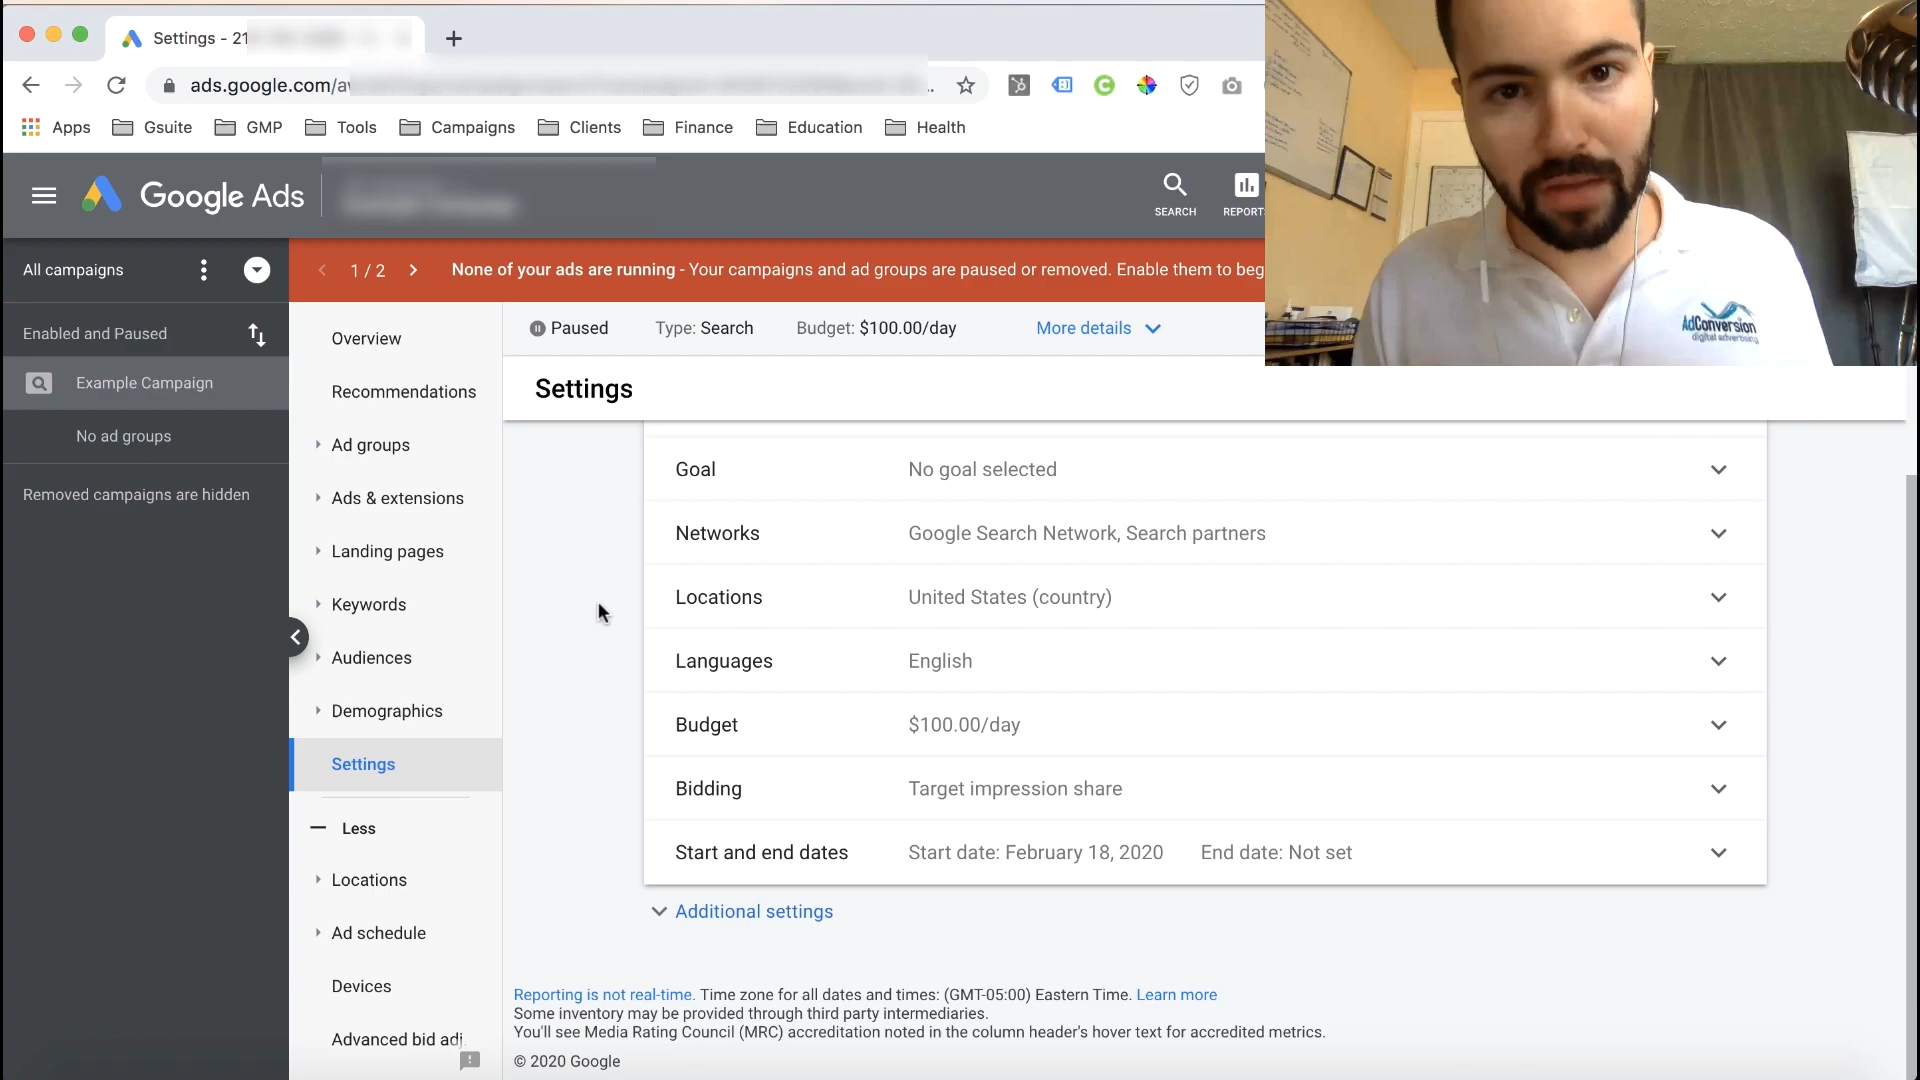 Settings - 21
ads.google.com/aw
Apps Gsuite GMP Tools Campaigns Clients Finance Education Health
Google Ads
SEARCH
REPORT
All campaigns
1 / 2
None of your ads are running - Your campaigns and ad groups are paused or removed. Enable them to beg
Enabled and Paused
Example Campaign
No ad groups
Removed campaigns are hidden
Overview
Recommendations
Ad groups
Ads & extensions
Landing pages
Keywords
Audiences
Demographics
Settings
Less
Locations
Ad schedule
Devices
Advanced bid adj.
Paused Type: Search Budget: $100.00/day More details
Settings
Goal No goal selected
Networks Google Search Network, Search partners
Locations United States (country)
Languages English
Budget $100.00/day
Bidding Target impression share
Start and end dates Start date: February 18, 2020 End date: Not set
Additional settings
Reporting is not real-time. Time zone for all dates and times: (GMT-05:00) Eastern Time. Learn more
Some inventory may be provided through third party intermediaries.
You'll see Media Rating Council (MRC) accreditation noted in the column header's hover text for accredited metrics.
© 2020 Google
AdConversion
digital advertising